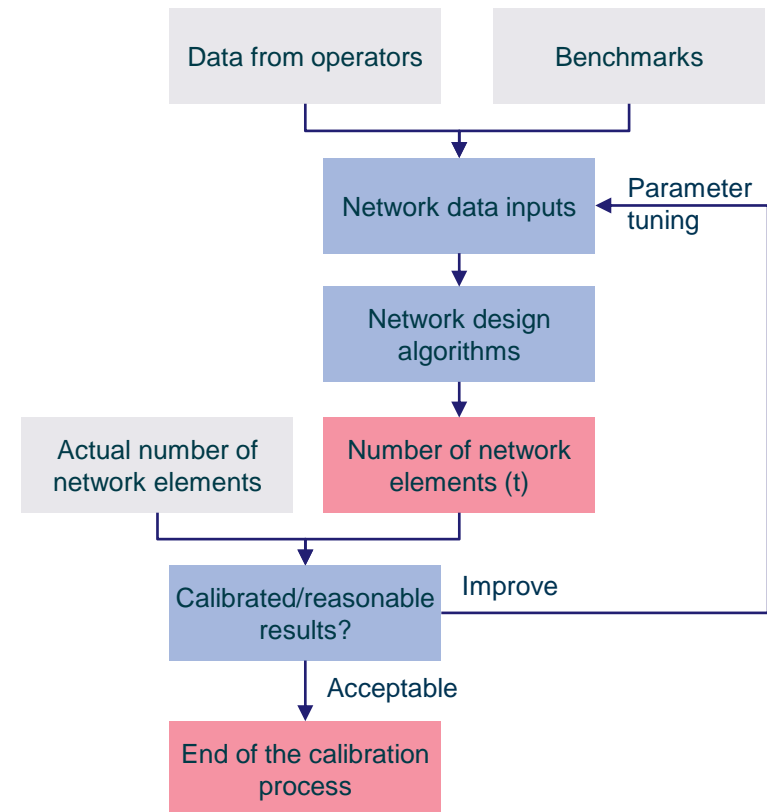 Data from operators
Benchmarks
Network data inputs
Parameter
tuning
Network design
algorithms
Actual number of
network elements
Number of network
elements (t)
Calibrated/reasonable
results?
Improve
Acceptable
End of the calibration
process